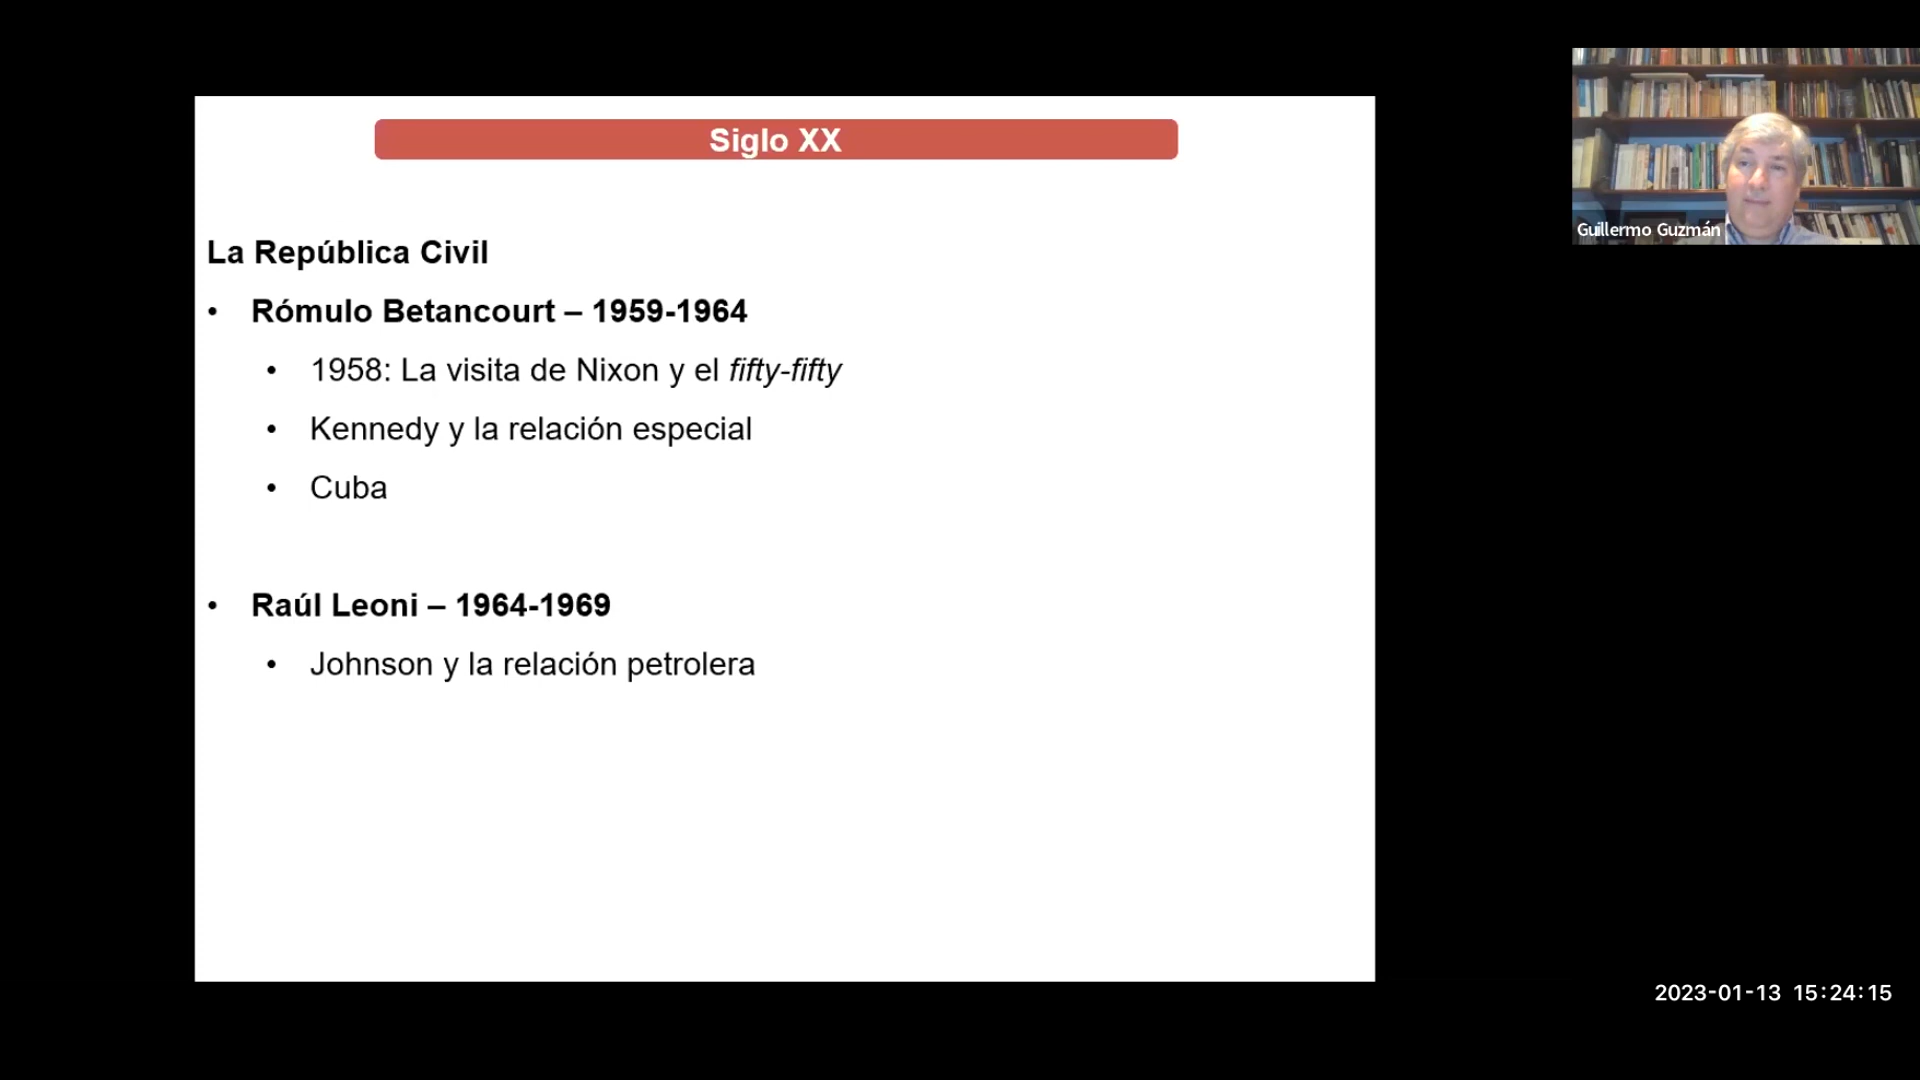 Siglo XX
La República Civil
• Rómulo Betancourt – 1959-1964
• 1958: La visita de Nixon y el fifty-fifty
• Kennedy y la relación especial
• Cuba
• Raúl Leoni – 1964-1969
• Johnson y la relación petrolera
Guillermo Guzmán
2023-01-13 15:24:15